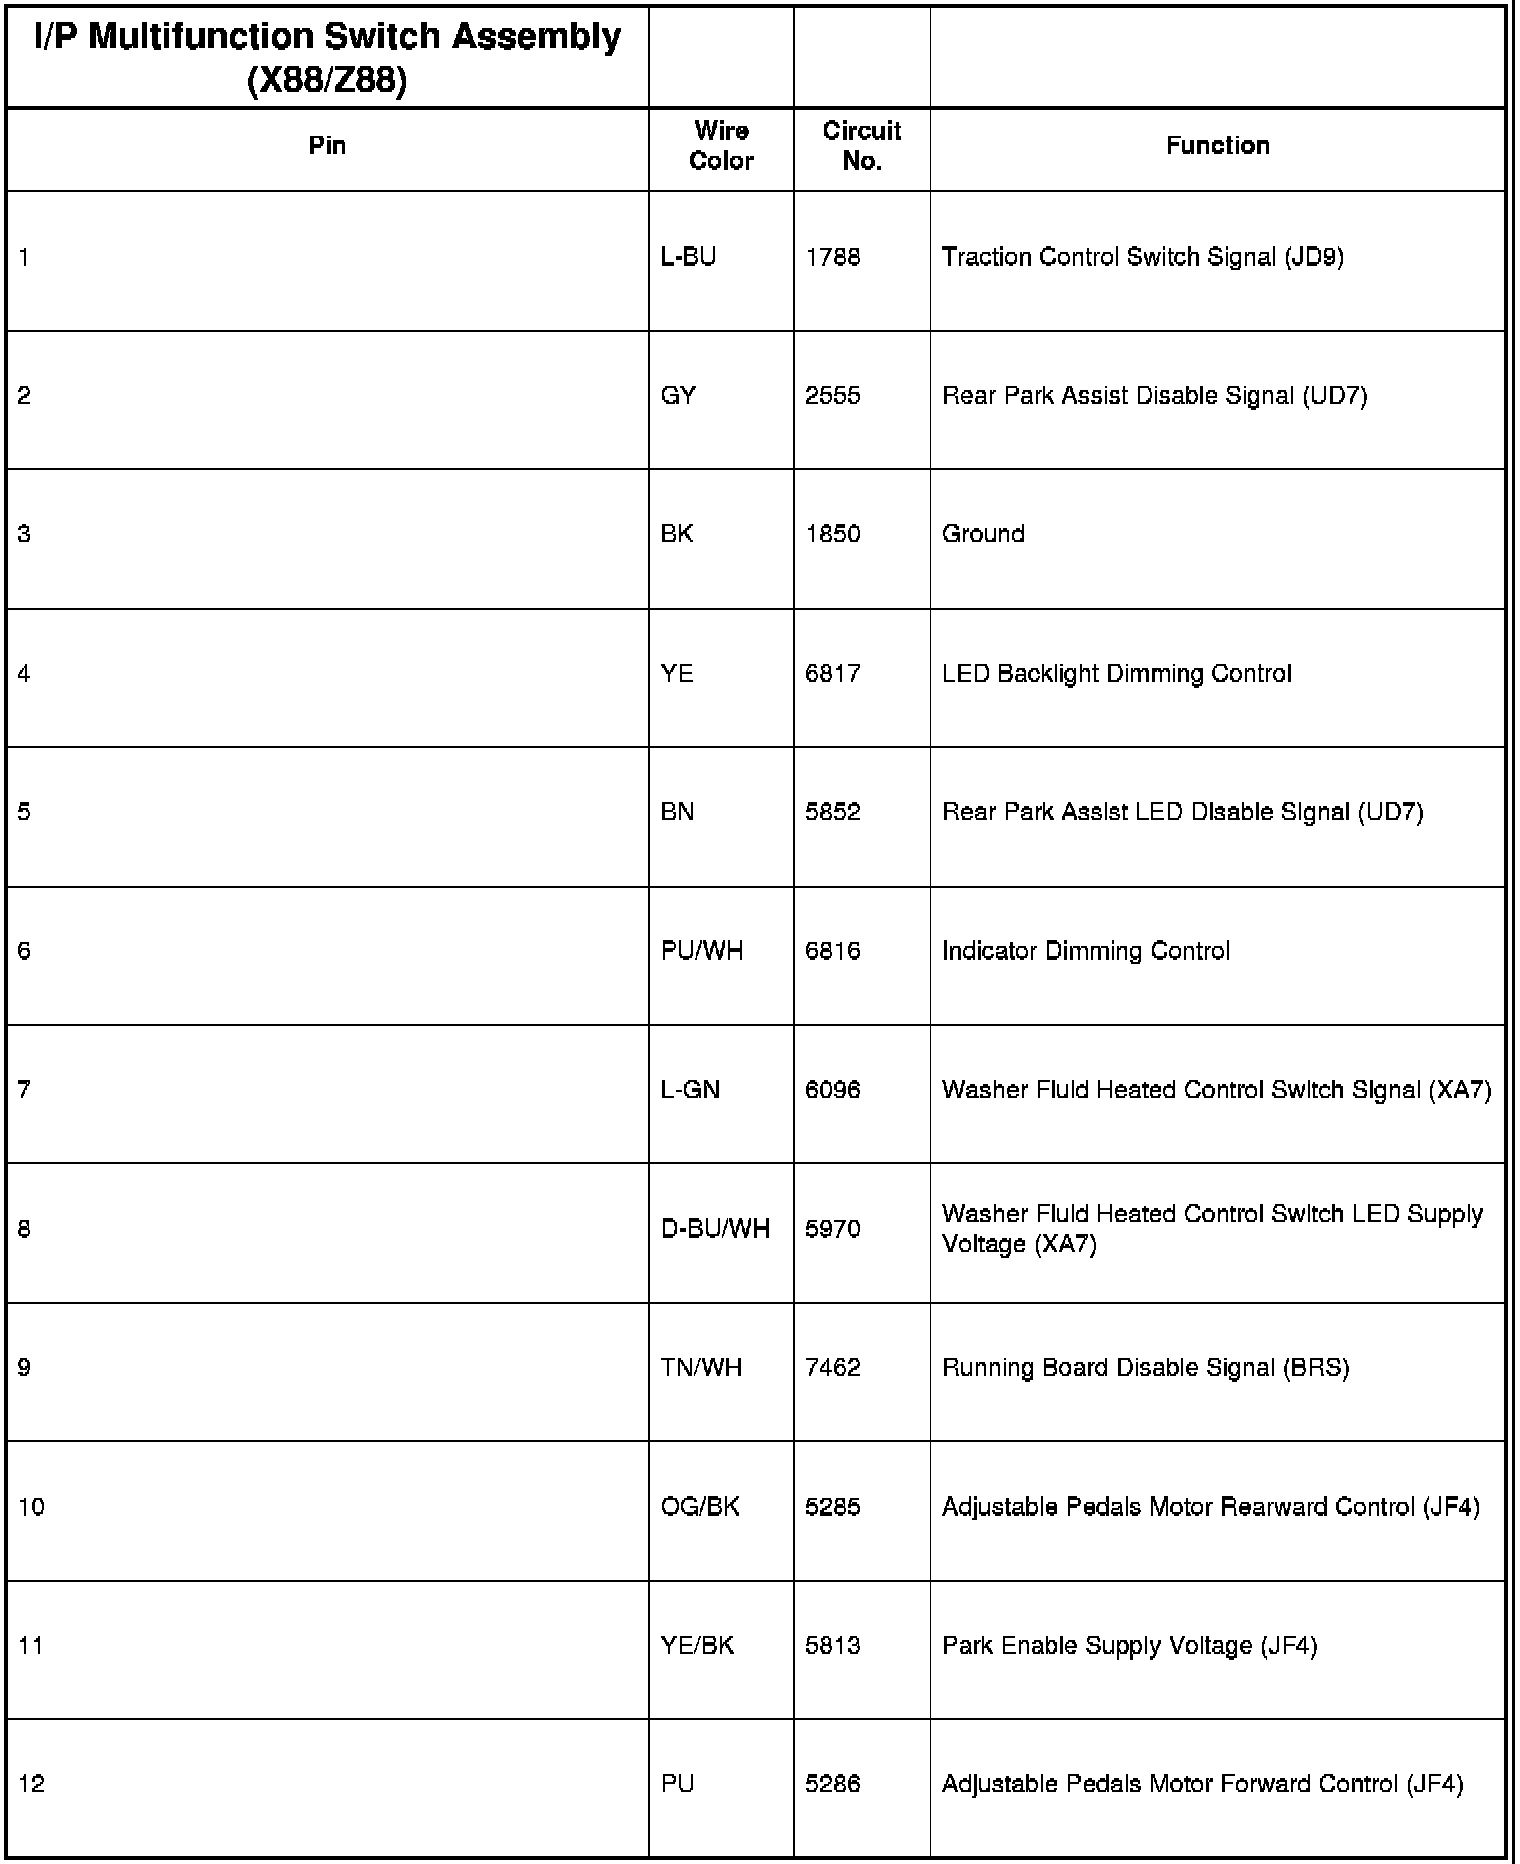 I/P Multifunction Switch Assembly
(X88/Z88)
Pin
Wire
Color
Circuit
No.
Function
1 L-BU 1788 Traction Control Switch Signal (JD9)
2 GY 2555 Rear Park Assist Disable Signal (UD7)
3 BK 1850 Ground
4 YE 6817 LED Backlight Dimming Control
5 BN 5852 Rear Park Assist LED Disable Signal (UD7)
6 PU/WH 6816 Indicator Dimming Control
7 L-GN 6096 Washer Fluid Heated Control Switch Signal (XA7)
8 D-BU/WH 5970 Washer Fluid Heated Control Switch LED Supply
Voltage (XA7)
9 TN/WH 7462 Running Board Disable Signal (BRS)
10 OG/BK 5285 Adjustable Pedals Motor Rearward Control (JF4)
11 YE/BK 5813 Park Enable Supply Voltage (JF4)
12 PU 5286 Adjustable Pedals Motor Forward Control (JF4)